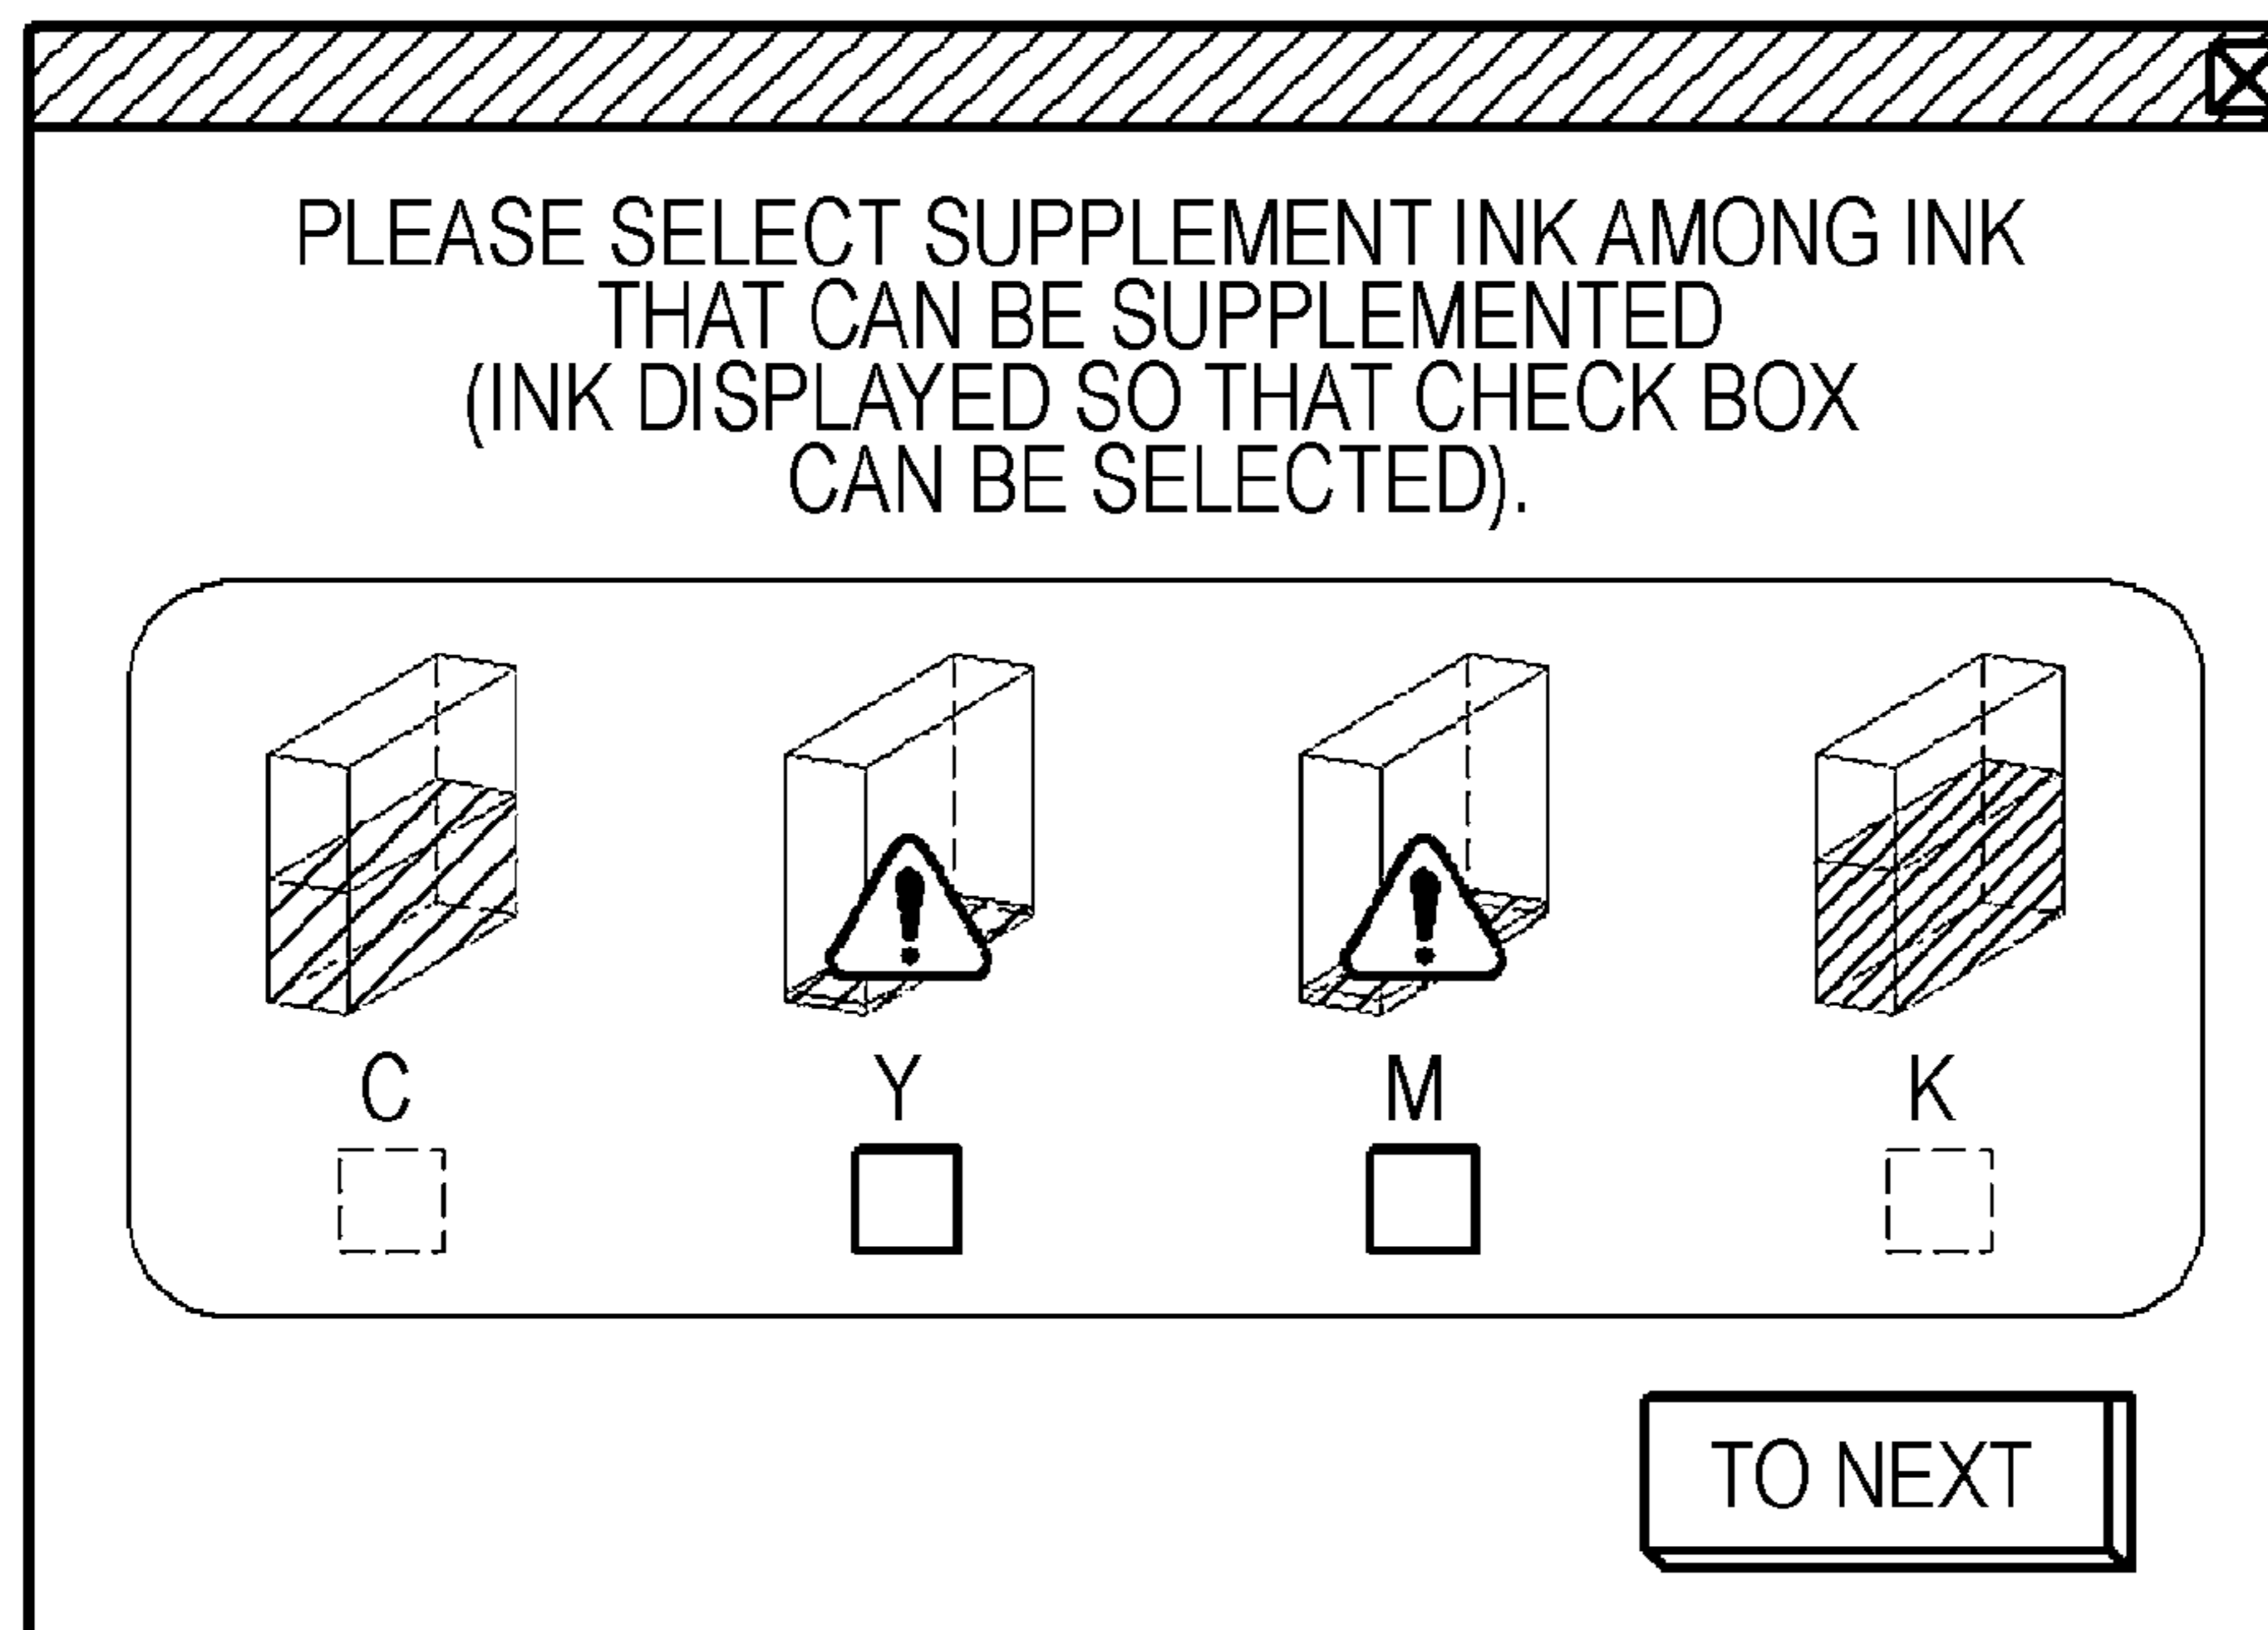 PLEASE SELECT SUPPLEMENT INK AMONG INK
THAT CAN BE SUPPLEMENTED
(INK DISPLAYED SO THAT CHECK BOX
CAN BE SELECTED).
C Y M K
TO NEXT